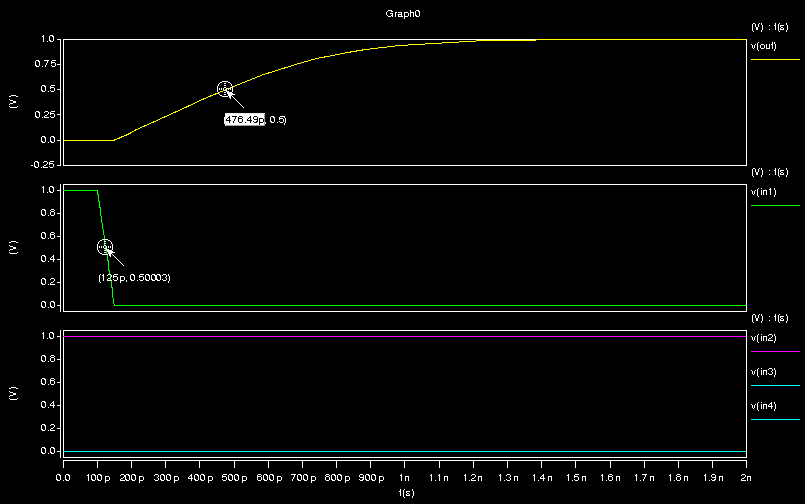 Graph0
(V) : t(s)
v(out)
(V)
1.0
0.75
0.5
0.25
0.0
-0.25
476.49p, 0.5)
(V) : t(s)
v(in1)
(V)
1.0
0.8
0.6
0.4
0.2
0.0
(125p, 0.50003)
(V) : t(s)
v(in2)
v(in3)
v(in4)
(V)
1.0
0.8
0.6
0.4
0.2
0.0
0.0 100p 200p 300p 400p 500p 600p 700p 800p 900p 1n 1.1n 1.2n 1.3n 1.4n 1.5n 1.6n 1.7n 1.8n 1.9n 2n
t(s)